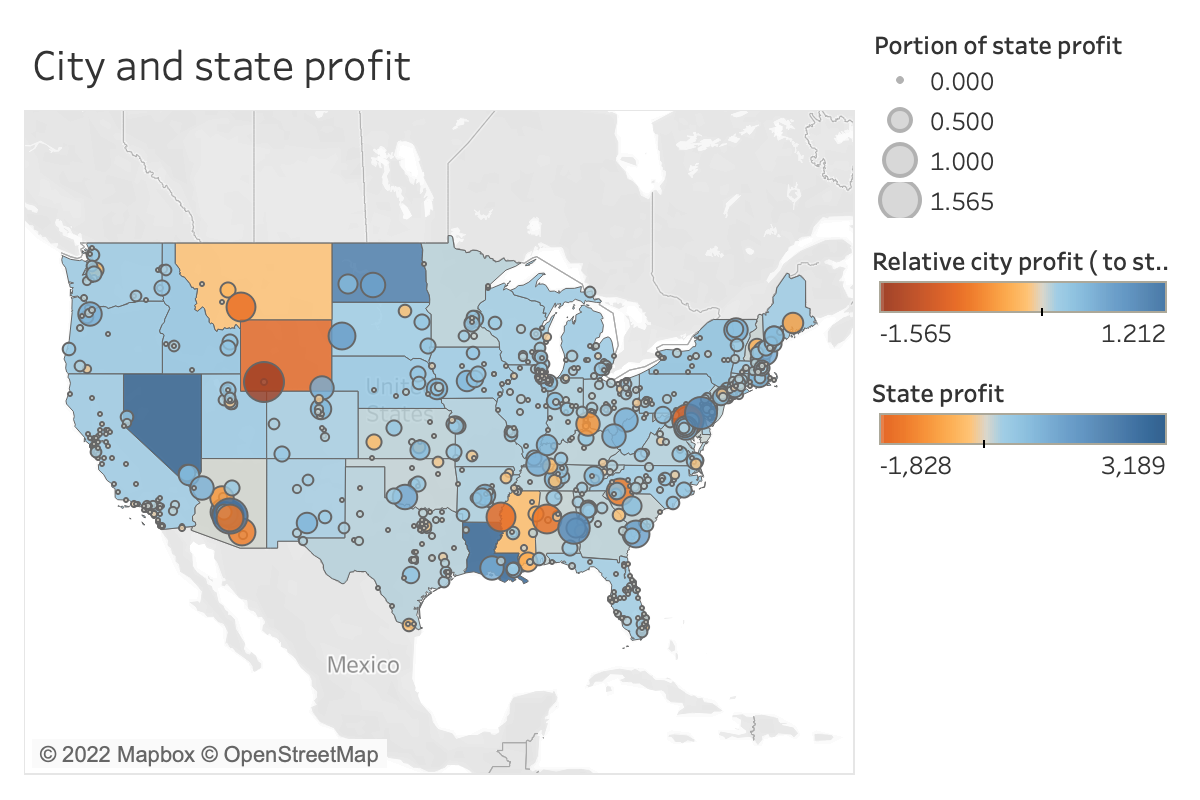 City and state profit
Portion of state profit
0.000
0.500
1.000
1.565
Relative city profit ( to st..
-1.565 1.212
State profit
-1,828 3,189
United
States
Mexico
© 2022 Mapbox © OpenStreetMap